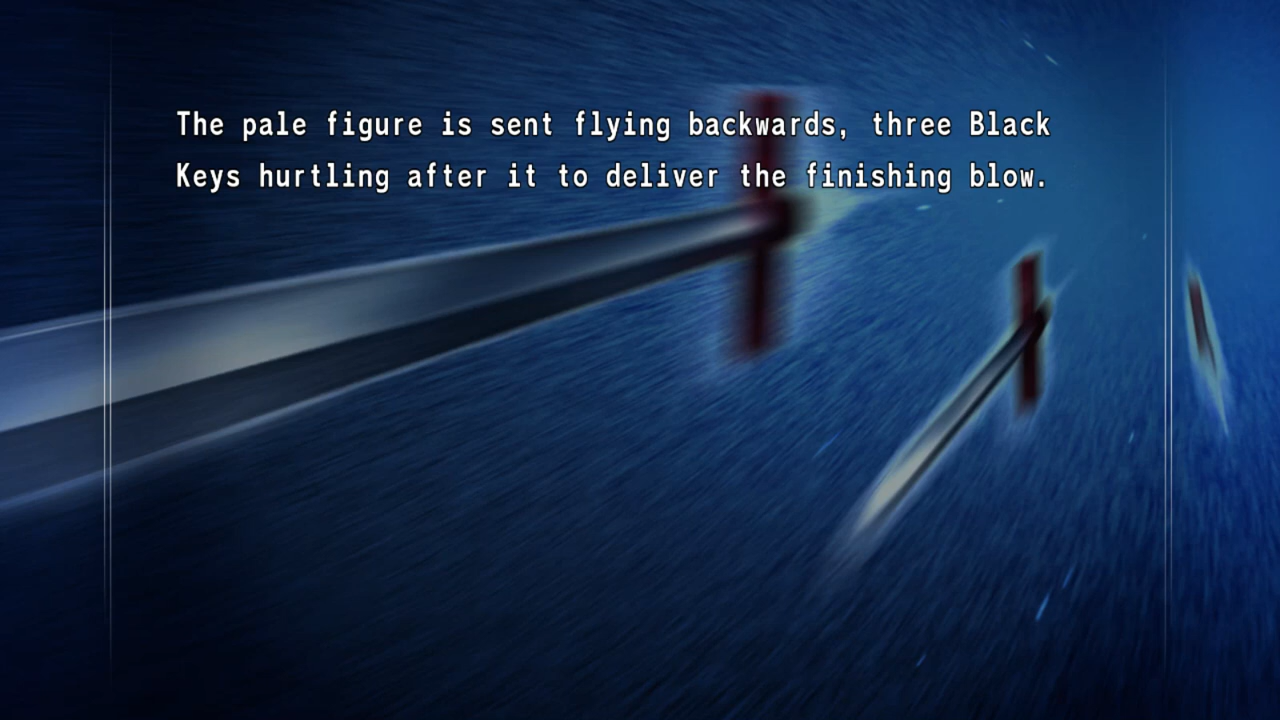 The pale figure is sent flying backwards, three Black
Keys hurtling after it to deliver the finishing blow.